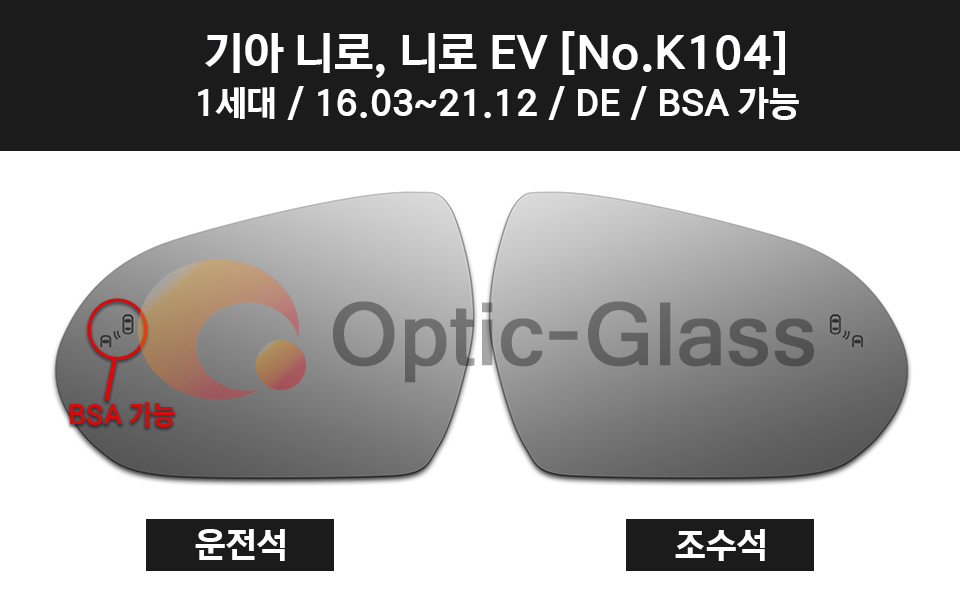 기아 니로, 니로 EV [No.K104]
1세대 / 16.03~21.12 / DE / BSA 가능
Optic-Glass
BSA 가능
운전석
조수석